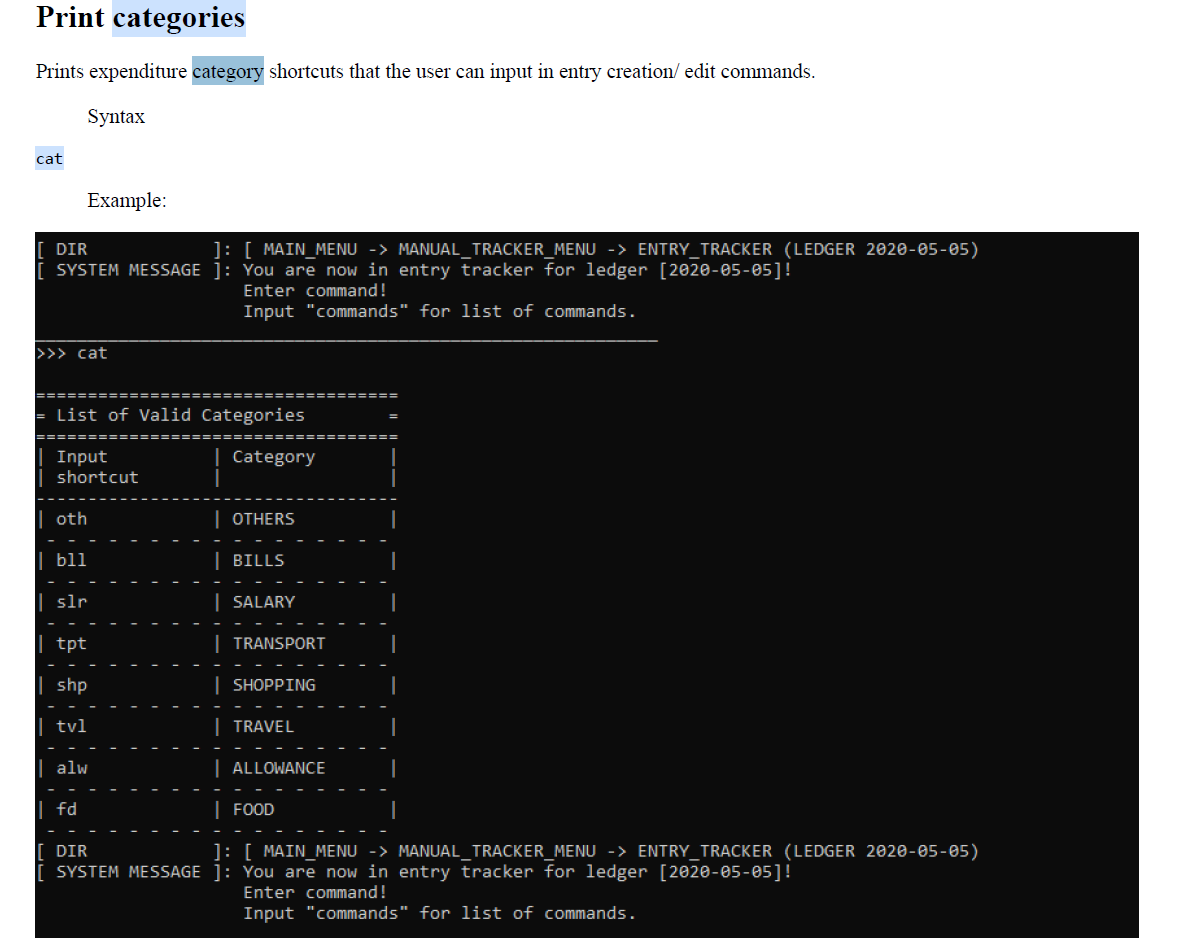 Print categories
Prints expenditure category shortcuts that the user can input in entry creation/ edit commands.
Syntax
cat
Example:
[ DIR            ]: [ MAIN_MENU -> MANUAL_TRACKER_MENU -> ENTRY_TRACKER (LEDGER 2020-05-05)
[ SYSTEM MESSAGE ]: You are now in entry tracker for ledger [2020-05-05]!
                    Enter command!
                    Input "commands" for list of commands.
____________________________________________________________
>>> cat
===================================
= List of Valid Categories        =
===================================
| Input          | Category       |
| shortcut       |                |
-----------------------------------
| oth            | OTHERS         |
 - - - - - - - - - - - - - - - - -
| bll            | BILLS          |
 - - - - - - - - - - - - - - - - -
| slr            | SALARY         |
 - - - - - - - - - - - - - - - - -
| tpt            | TRANSPORT      |
 - - - - - - - - - - - - - - - - -
| shp            | SHOPPING       |
 - - - - - - - - - - - - - - - - -
| tvl            | TRAVEL         |
 - - - - - - - - - - - - - - - - -
| alw            | ALLOWANCE      |
 - - - - - - - - - - - - - - - - -
| fd             | FOOD           |
 - - - - - - - - - - - - - - - - -
[ DIR            ]: [ MAIN_MENU -> MANUAL_TRACKER_MENU -> ENTRY_TRACKER (LEDGER 2020-05-05)
[ SYSTEM MESSAGE ]: You are now in entry tracker for ledger [2020-05-05]!
                    Enter command!
                    Input "commands" for list of commands.